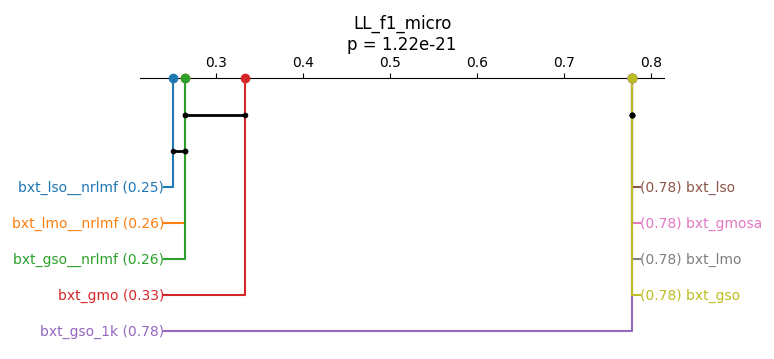 LL_f1_micro
p = 1.22e-21
0.3 0.4 0.5 0.6 0.7 0.8
bxt_lso__nrlmf (0.25)
(0.78) bxt_lso
bxt_lmo__nrlmf (0.26)
(0.78) bxt_gmosa
bxt_gso__nrlmf (0.26)
(0.78) bxt_lmo
bxt_gmo (0.33)
(0.78) bxt_gso
bxt_gso_1k (0.78)